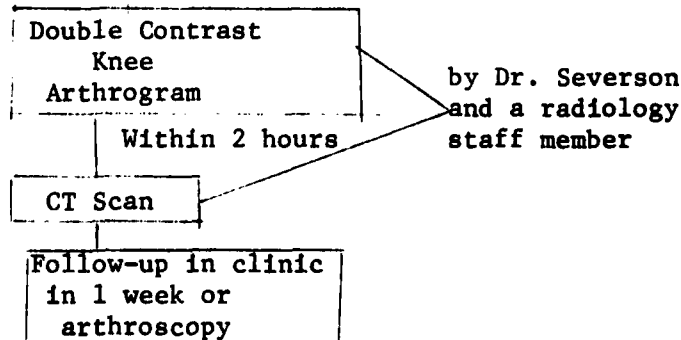 Double Contrast
Knee
Arthrogram
by Dr. Severson
and a radiology
staff member
Within 2 hours
CT Scan
Follow-up in clinic
in 1 week or
arthroscopy